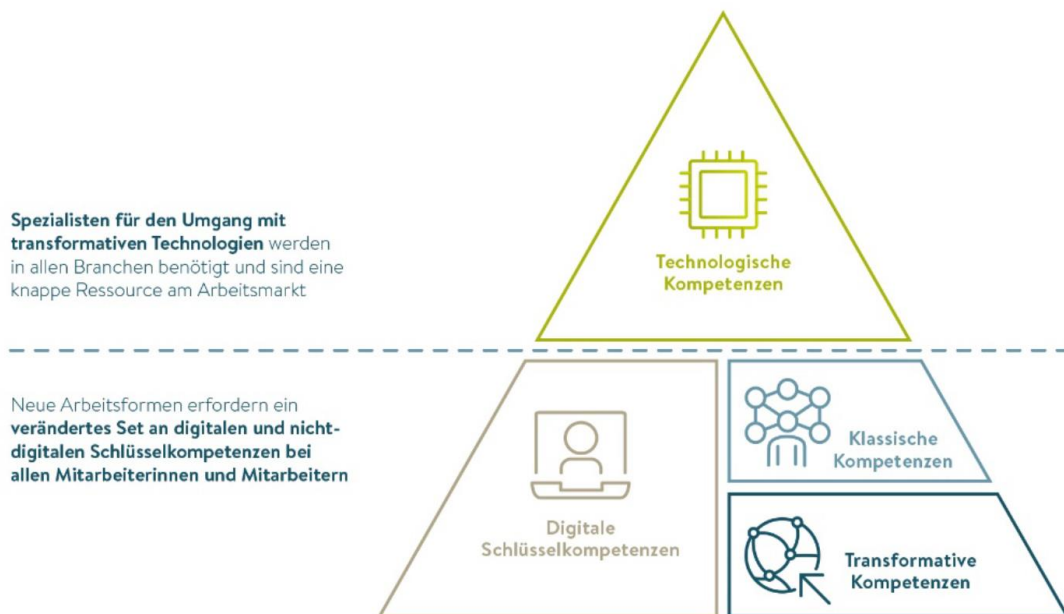 Spezialisten für den Umgang mit
transformativen Technologien werden
in allen Branchen benötigt und sind eine
knappe Ressource am Arbeitsmarkt
Technologische
Kompetenzen
Neue Arbeitsformen erfordern ein
verändertes Set an digitalen und nicht-
digitalen Schlüsselkompetenzen bei
allen Mitarbeiterinnen und Mitarbeitern
Digitale
Schlüsselkompetenzen
Klassische
Kompetenzen
Transformative
Kompetenzen